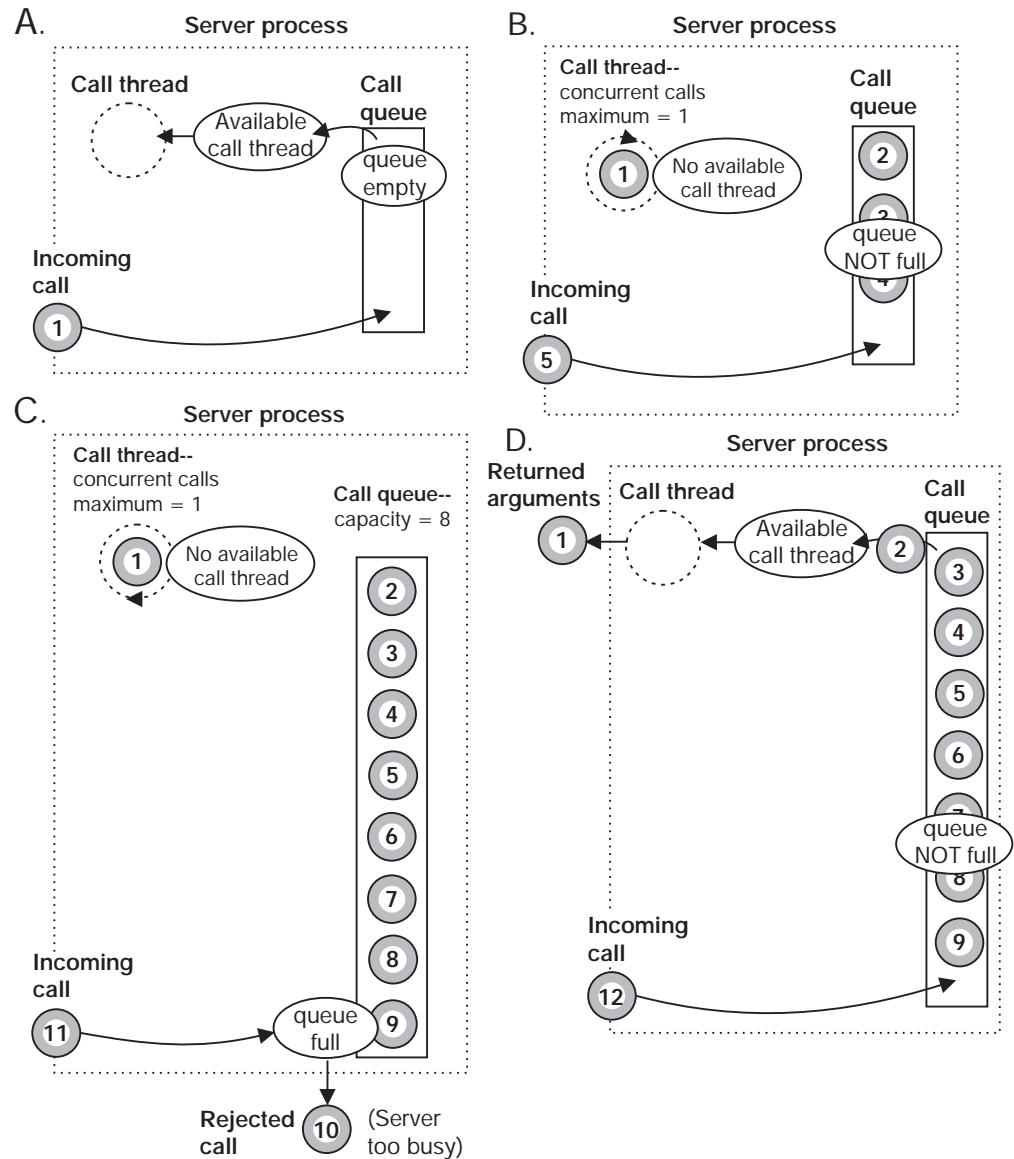 A.
Server process
Call thread
Call
queue
Available
call thread
queue
empty
Incoming
call
1
B.
Server process
Call thread--
concurrent calls
maximum = 1
Call
queue
1
No available
call thread
2
3
queue
NOT full
4
Incoming
call
5
C.
Server process
Call thread--
concurrent calls
maximum = 1
Call queue--
capacity = 8
1
No available
call thread
2
3
4
5
6
7
8
9
Incoming
call
11
queue
full
Rejected
call
10
(Server
too busy)
D.
Server process
Returned
arguments
Call thread
Call
queue
1
Available
call thread
2
3
4
5
6
7
queue
NOT full
8
9
Incoming
call
12